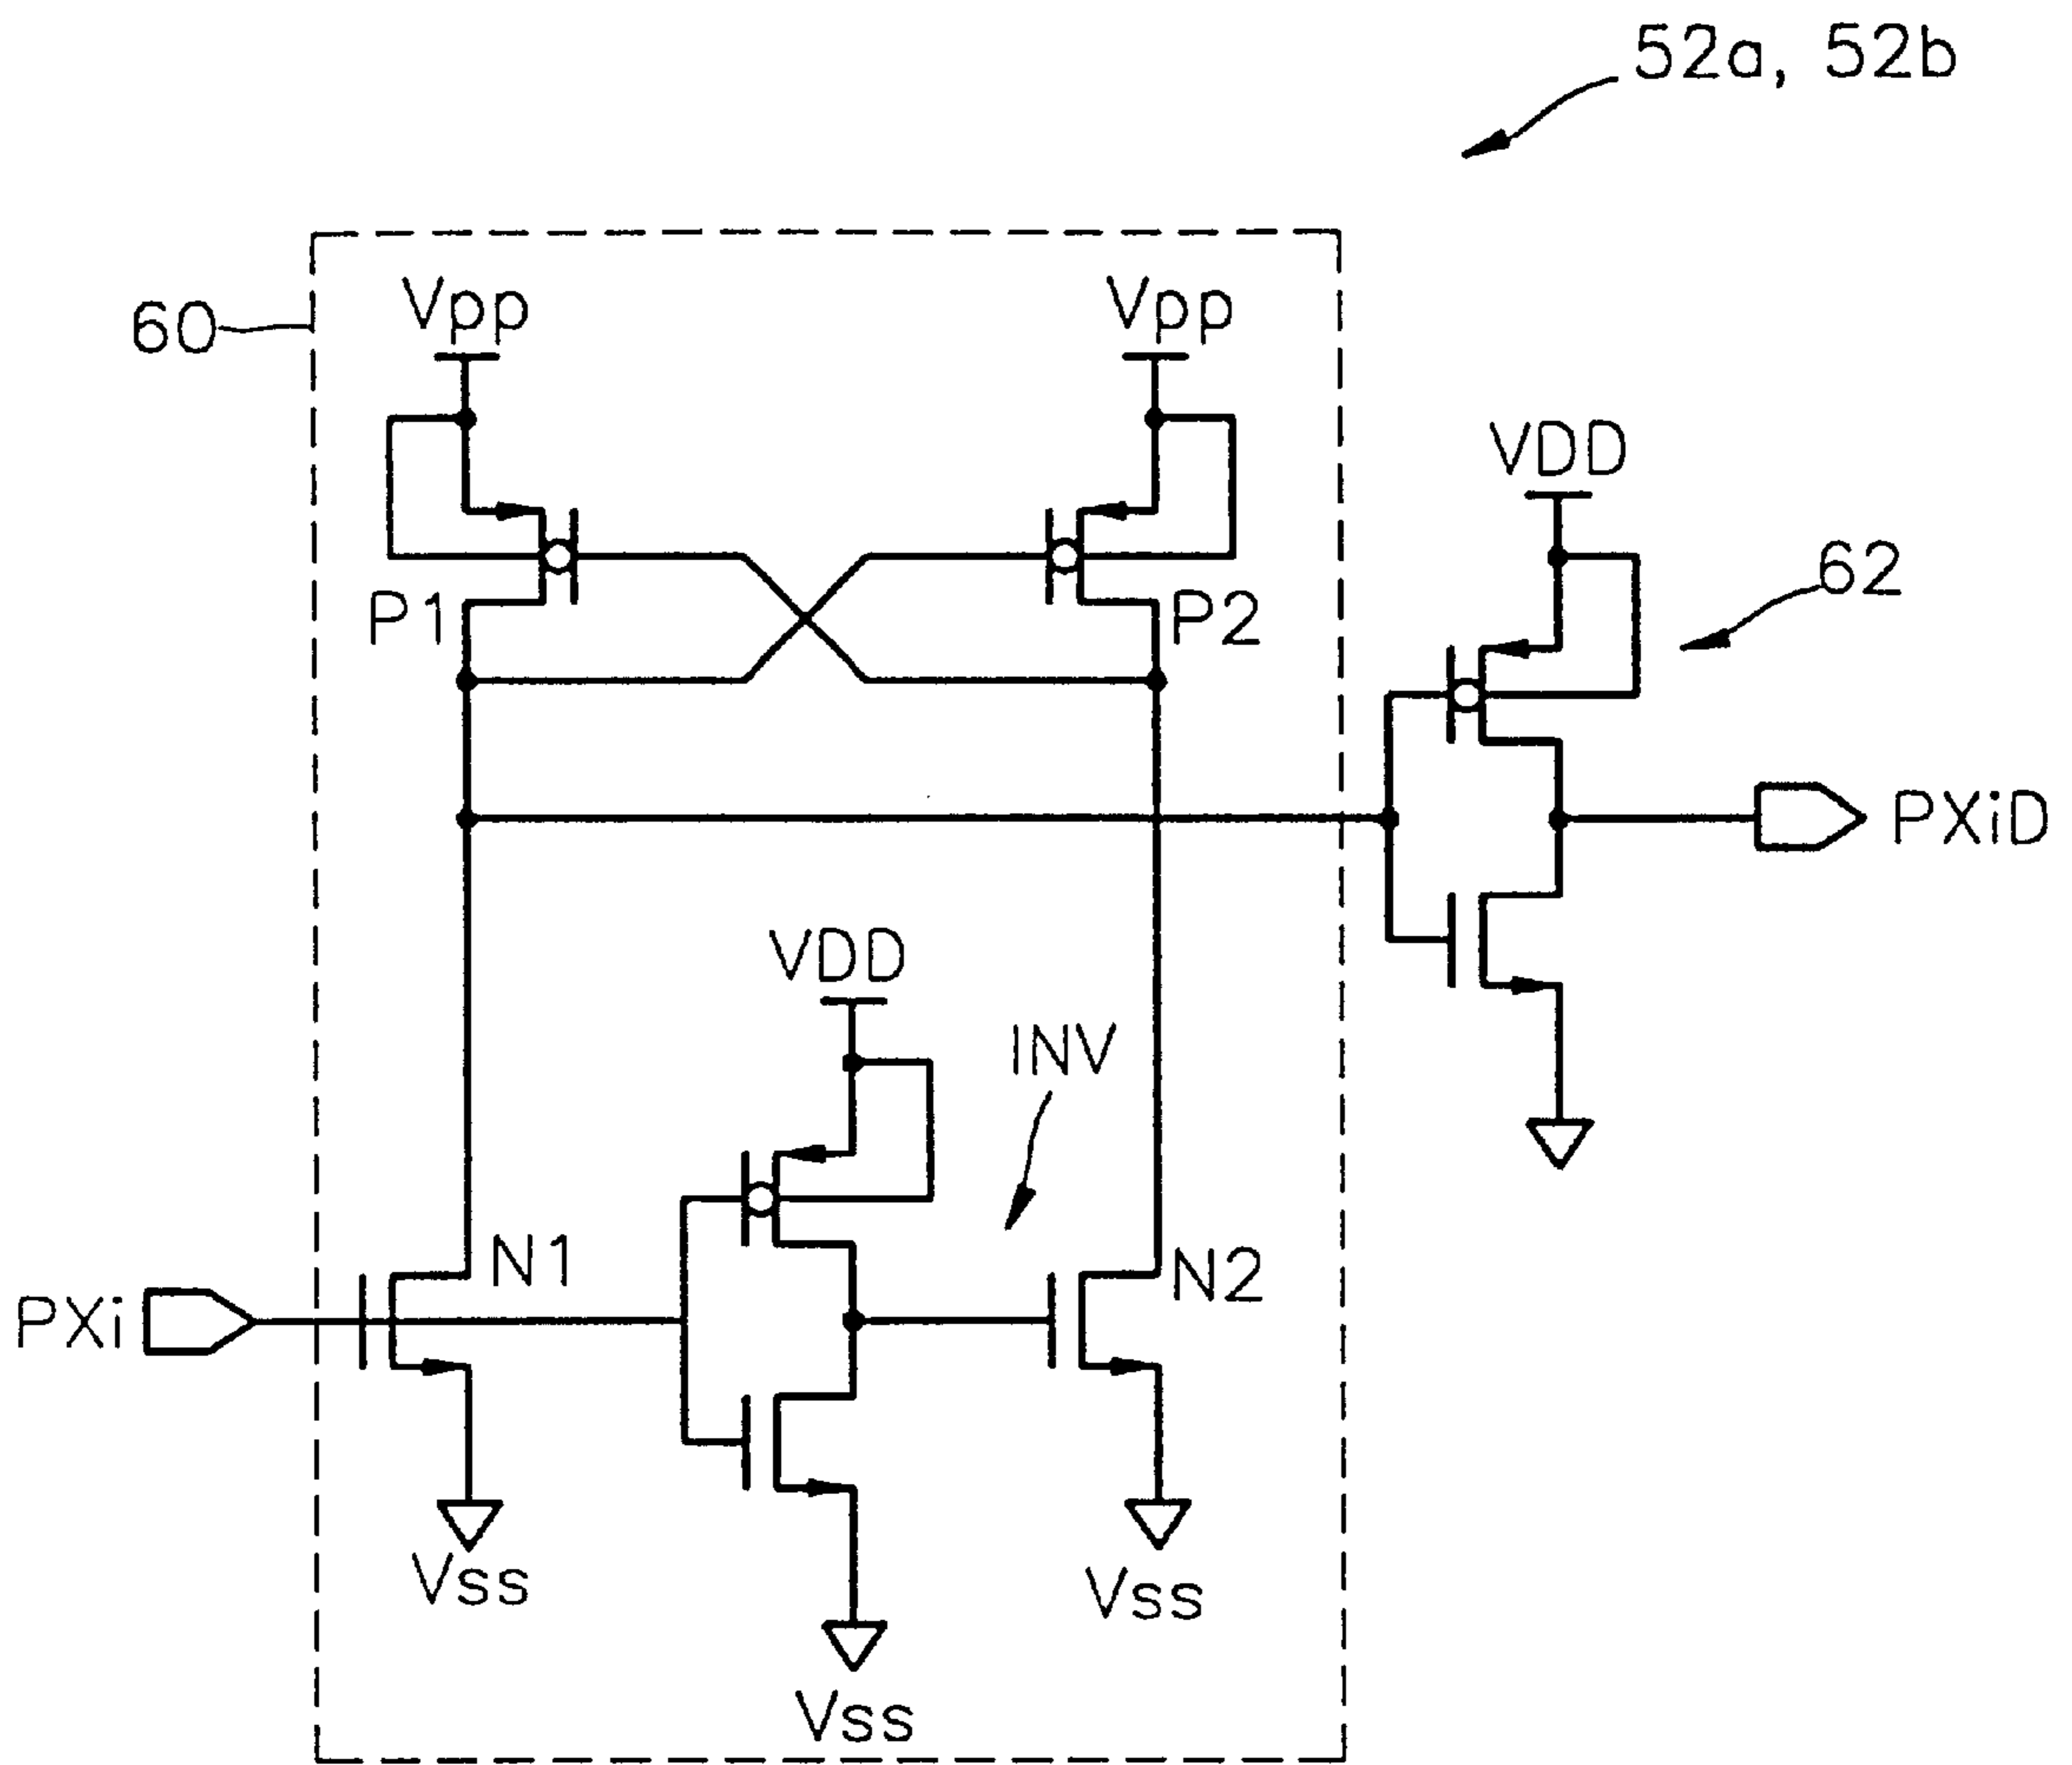 52a, 52b
60
Vpp
Vpp
VDD
62
P1
P2
PXiD
VDD
INV
N1
N2
PXi
Vss
Vss
Vss